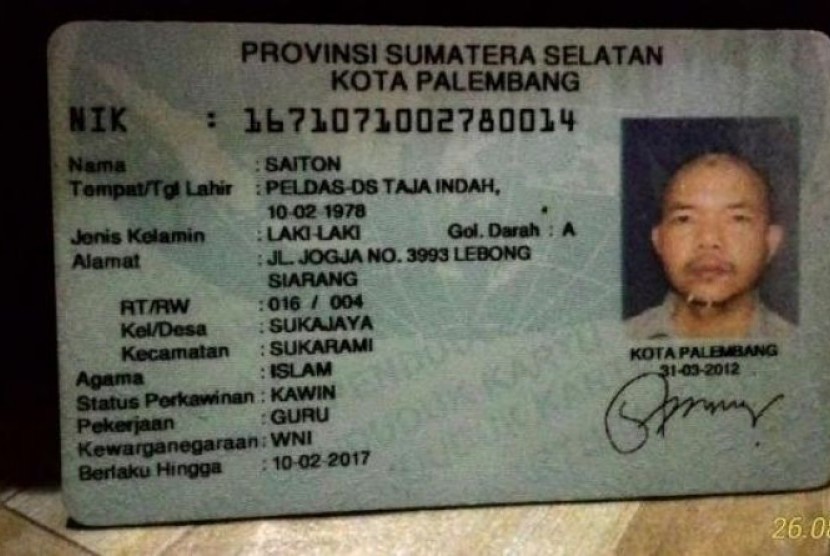 PROVINSI SUMATERA SELATAN
KOTA PALEMBANG
NIK : 1671071002780014
Nama : SAITON
Tempat/Tgl Lahir : PELDAS-DS TAJA INDAH,
10-02-1978
Jenis Kelamin : LAKI-LAKI Gol. Darah : A
Alamat : JL. JOGJA NO. 3993 LEBONG
SIARANG
RT/RW : 016 / 004
Kel/Desa : SUKAJAYA
Kecamatan : SUKARAMI
Agama : ISLAM
Status Perkawinan : KAWIN
Pekerjaan : GURU
Kewarganegaraan : WNI
Berlaku Hingga : 10-02-2017
KOTA PALEMBANG
31-03-2012